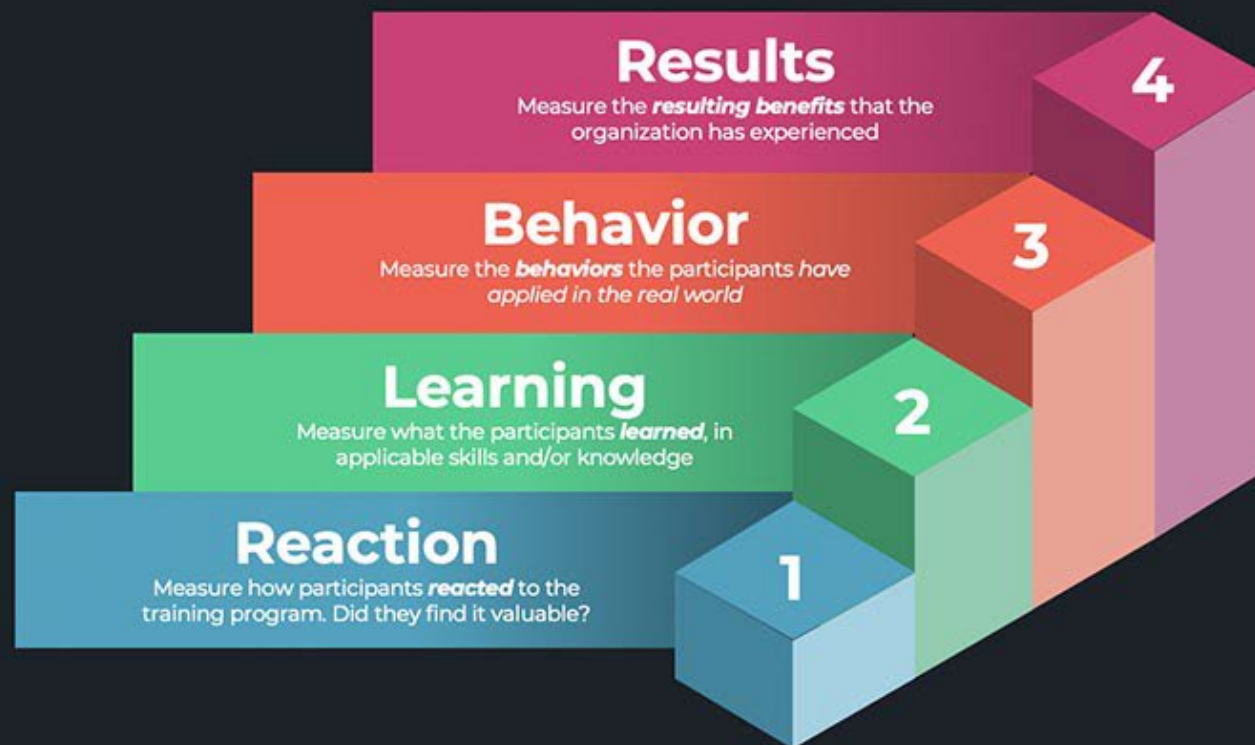 Results
Measure the resulting benefits that the
organization has experienced
4
Behavior
Measure the behaviors the participants have
applied in the real world
3
Learning
Measure what the participants learned, in
applicable skills and/or knowledge
2
Reaction
Measure how participants reacted to the
training program. Did they find it valuable?
1